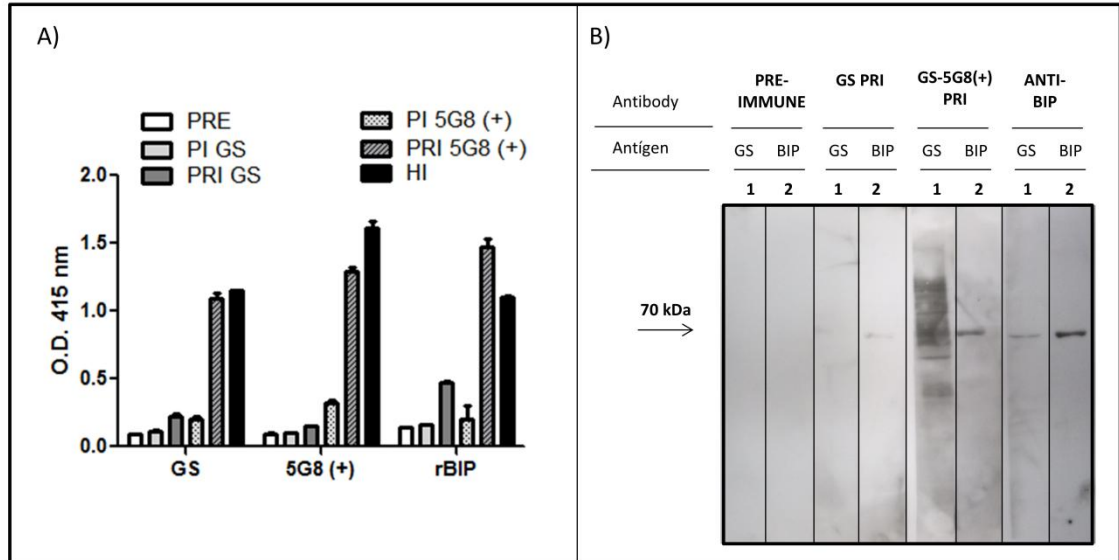 A)
PRE
PI GS
PRI GS
PI 5G8 (+)
PRI 5G8 (+)
HI
O.D. 415 nm
2.0
1.5
1.0
0.5
0.0
GS 5G8 (+) rBIP
B)
Antibody PRE-IMMUNE GS PRI GS-5G8(+) PRI ANTI-BIP
Antígen GS BIP GS BIP GS BIP GS BIP
1 2 1 2 1 2 1 2
70 kDa